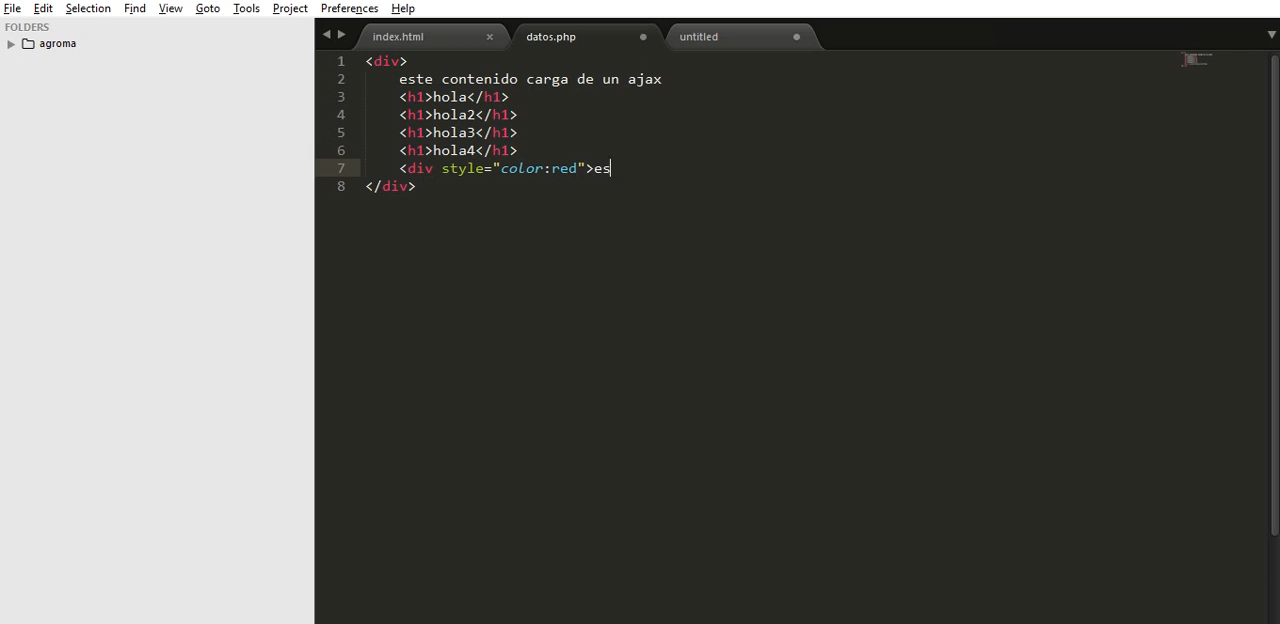 File Edit Selection Find View Goto Tools Project Preferences Help
FOLDERS
agroma
index.html × datos.php untitled
1 <div>
2 este contenido carga de un ajax
3 <h1>hola</h1>
4 <h1>hola2</h1>
5 <h1>hola3</h1>
6 <h1>hola4</h1>
7 <div style="color:red">es
8 </div>